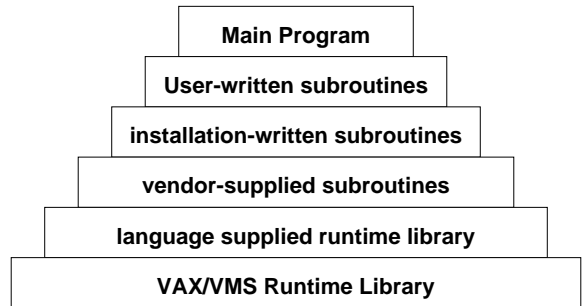 Main Program
User-written subroutines
installation-written subroutines
vendor-supplied subroutines
language supplied runtime library
VAX/VMS Runtime Library